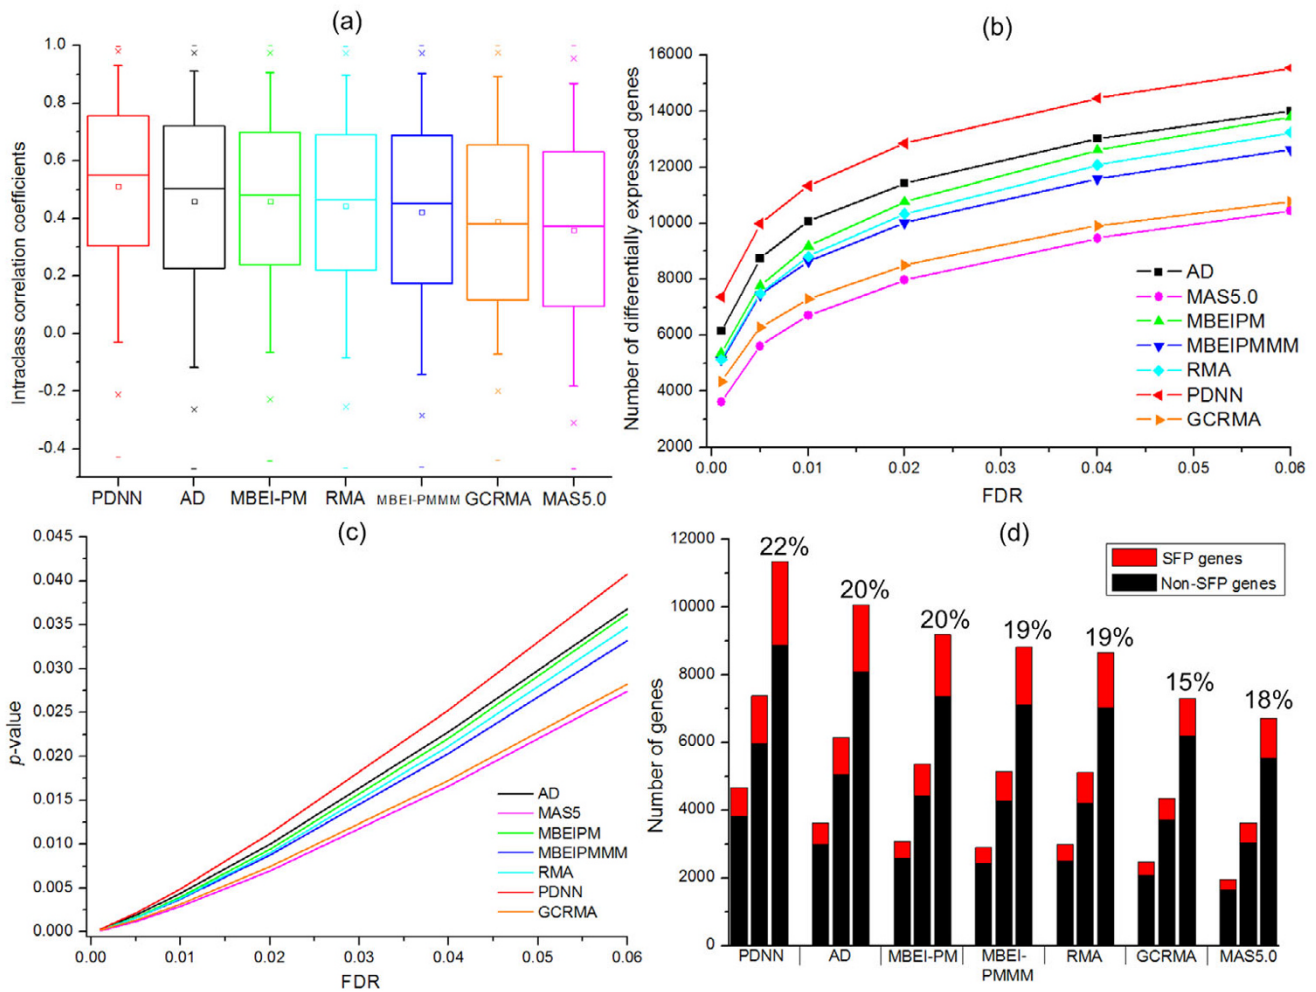 (a)
Intraclass correlation coefficients
1.0
0.8
0.6
0.4
0.2
0.0
-0.2
-0.4
PDNN AD MBEI-PM RMA MBEI-PMMM GCRMA MAS5.0
(b)
Number of differentially expressed genes
16000
14000
12000
10000
8000
6000
4000
2000
AD
MAS5.0
MBEIPM
MBEIPMMM
RMA
PDNN
GCRMA
0.00 0.01 0.02 0.03 0.04 0.05 0.06
FDR
(c)
p-value
0.045
0.040
0.035
0.030
0.025
0.020
0.015
0.010
0.005
0.000
AD
MAS5
MBEIPM
MBEIPMMM
RMA
PDNN
GCRMA
0.00 0.01 0.02 0.03 0.04 0.05 0.06
FDR
(d)
Number of genes
12000
10000
8000
6000
4000
2000
0
SFP genes
Non-SFP genes
22%
20%
20%
19%
19%
15%
18%
PDNN AD MBEI-PM MBEI- RMA GCRMA MAS5.0
PMMM